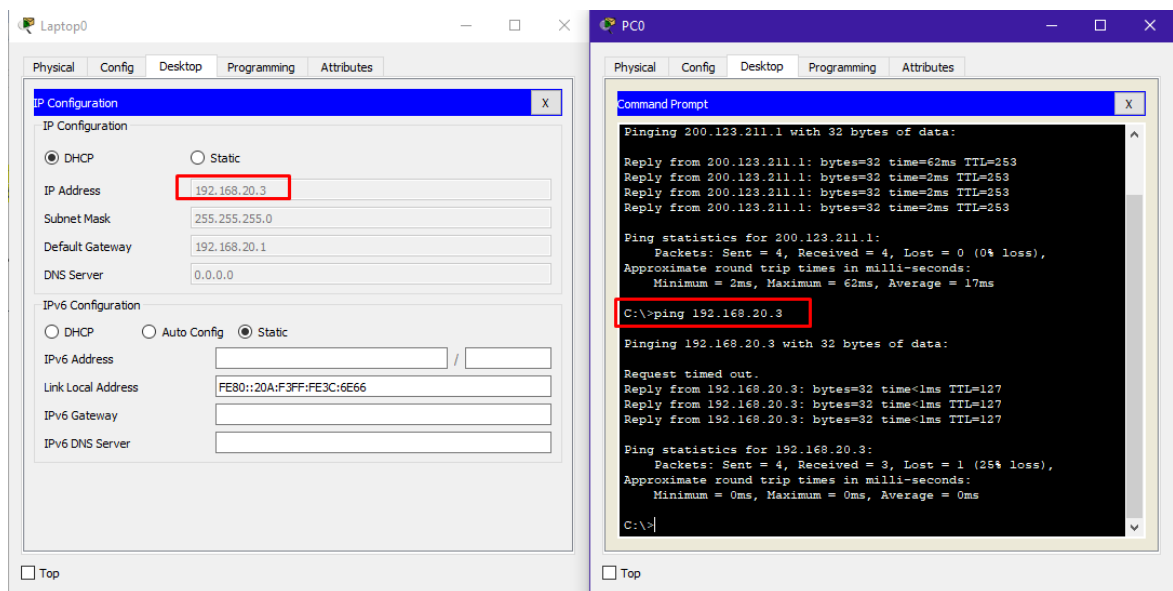 Laptop0
Physical Config Desktop Programming Attributes
IP Configuration X
IP Configuration
DHCP Static
IP Address 192.168.20.3
Subnet Mask 255.255.255.0
Default Gateway 192.168.20.1
DNS Server 0.0.0.0
IPv6 Configuration
DHCP Auto Config Static
IPv6 Address /
Link Local Address FE80::20A:F3FF:FE3C:6E66
IPv6 Gateway
IPv6 DNS Server
Top
PC0
Physical Config Desktop Programming Attributes
Command Prompt X
Pinging 200.123.211.1 with 32 bytes of data:
Reply from 200.123.211.1: bytes=32 time=62ms TTL=253
Reply from 200.123.211.1: bytes=32 time=2ms TTL=253
Reply from 200.123.211.1: bytes=32 time=2ms TTL=253
Reply from 200.123.211.1: bytes=32 time=2ms TTL=253
Ping statistics for 200.123.211.1:
Packets: Sent = 4, Received = 4, Lost = 0 (0% loss),
Approximate round trip times in milli-seconds:
Minimum = 2ms, Maximum = 62ms, Average = 17ms
C:\>ping 192.168.20.3
Pinging 192.168.20.3 with 32 bytes of data:
Request timed out.
Reply from 192.168.20.3: bytes=32 time<1ms TTL=127
Reply from 192.168.20.3: bytes=32 time<1ms TTL=127
Reply from 192.168.20.3: bytes=32 time<1ms TTL=127
Ping statistics for 192.168.20.3:
Packets: Sent = 4, Received = 3, Lost = 1 (25% loss),
Approximate round trip times in milli-seconds:
Minimum = 0ms, Maximum = 0ms, Average = 0ms
C:\>
Top